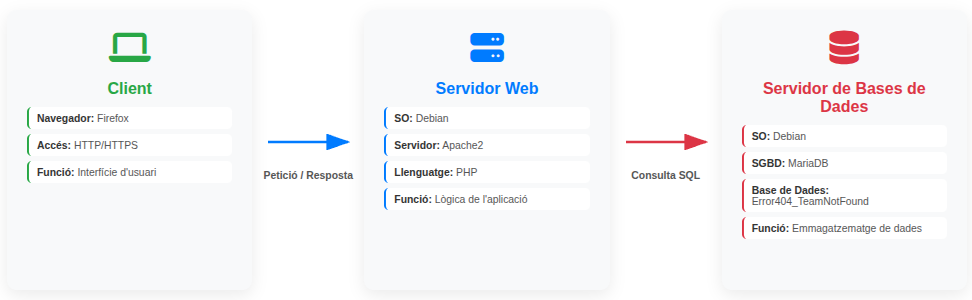 Client
Navegador: Firefox
Accés: HTTP/HTTPS
Funció: Interfície d'usuari
Petició / Resposta
Servidor Web
SO: Debian
Servidor: Apache2
Llenguatge: PHP
Funció: Lògica de l'aplicació
Consulta SQL
Servidor de Bases de
Dades
SO: Debian
SGBD: MariaDB
Base de Dades:
Error404_TeamNotFound
Funció: Emmagatzematge de dades